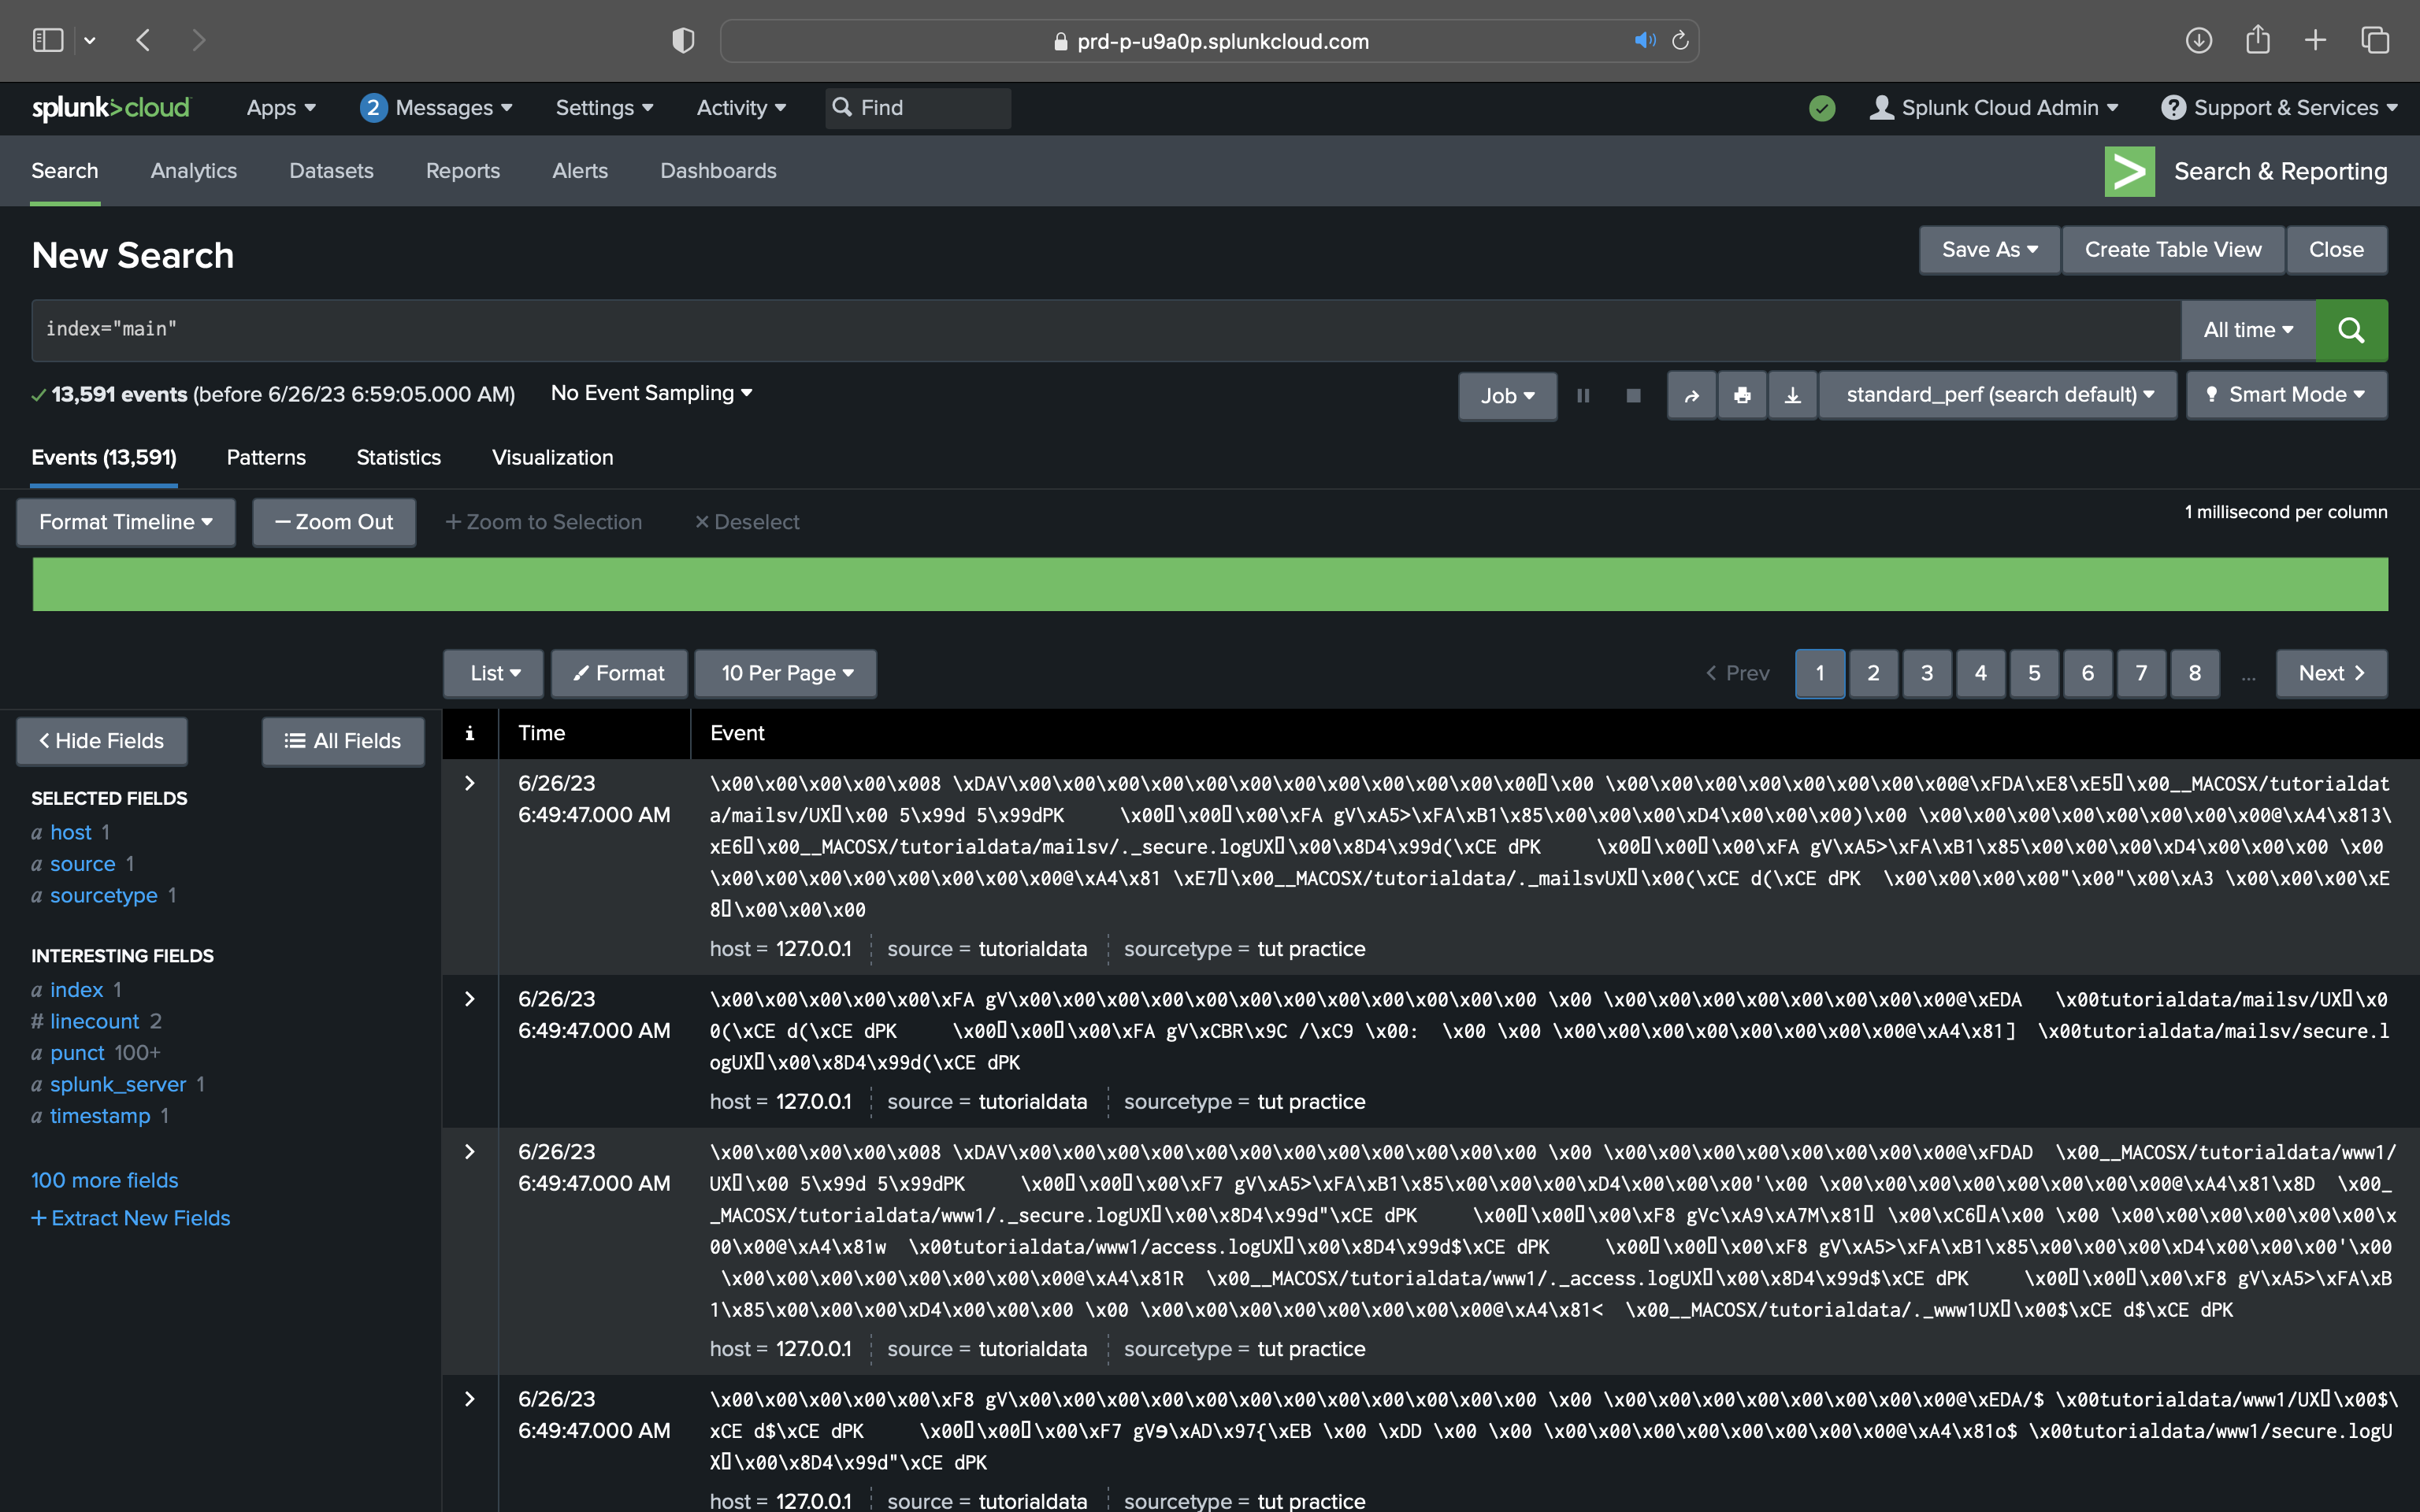 prd-p-u9a0p.splunkcloud.com
splunk>cloud Apps 2 Messages Settings Activity Find Splunk Cloud Admin ? Support & Services
Search Analytics Datasets Reports Alerts Dashboards > Search & Reporting
New Search Save As Create Table View Close
index="main" All time
13,591 events (before 6/26/23 6:59:05.000 AM) No Event Sampling Job standard_perf (search default) Smart Mode
Events (13,591) Patterns Statistics Visualization
Format Timeline — Zoom Out + Zoom to Selection × Deselect 1 millisecond per column
List Format 10 Per Page < Prev 1 2 3 4 5 6 7 8 ... Next >
< Hide Fields All Fields
SELECTED FIELDS
a host 1
a source 1
a sourcetype 1
INTERESTING FIELDS
a index 1
# linecount 2
a punct 100+
a splunk_server 1
a timestamp 1
100 more fields
+ Extract New Fields
i Time Event
6/26/23 \x00\x00\x00\x00\x008 \xDAV\x00\x00\x00\x00\x00\x00\x00\x00\x00\x00\x00\x00▯\x00 \x00\x00\x00\x00\x00\x00\x00\x00@\xFDA\xE8\xE5▯\x00__MACOSX/tutorialdat
6:49:47.000 AM a/mailsv/UX▯\x00 5\x99d 5\x99dPK \x00▯\x00▯\x00\xFA gV\xA5>\xFA\xB1\x85\x00\x00\x00\xD4\x00\x00\x00)\x00 \x00\x00\x00\x00\x00\x00\x00\x00@\xA4\x813\
xE6▯\x00__MACOSX/tutorialdata/mailsv/._secure.logUX▯\x00\x8D4\x99d(\xCE dPK \x00▯\x00▯\x00\xFA gV\xA5>\xFA\xB1\x85\x00\x00\x00\xD4\x00\x00\x00 \x00
\x00\x00\x00\x00\x00\x00\x00\x00@\xA4\x81 \xE7▯\x00__MACOSX/tutorialdata/._mailsvUX▯\x00(\xCE d(\xCE dPK \x00\x00\x00\x00"\x00"\x00\xA3 \x00\x00\x00\xE
8▯\x00\x00\x00
host = 127.0.0.1 source = tutorialdata sourcetype = tut practice
6/26/23 \x00\x00\x00\x00\x00\xFA gV\x00\x00\x00\x00\x00\x00\x00\x00\x00\x00\x00\x00 \x00 \x00\x00\x00\x00\x00\x00\x00\x00@\xEDA \x00tutorialdata/mailsv/UX▯\x0
6:49:47.000 AM 0(\xCE d(\xCE dPK \x00▯\x00▯\x00\xFA gV\xCBR\x9C /\xC9 \x00: \x00 \x00 \x00\x00\x00\x00\x00\x00\x00\x00@\xA4\x81] \x00tutorialdata/mailsv/secure.l
ogUX▯\x00\x8D4\x99d(\xCE dPK
host = 127.0.0.1 source = tutorialdata sourcetype = tut practice
6/26/23 \x00\x00\x00\x00\x008 \xDAV\x00\x00\x00\x00\x00\x00\x00\x00\x00\x00\x00\x00 \x00 \x00\x00\x00\x00\x00\x00\x00\x00@\xFDAD \x00__MACOSX/tutorialdata/www1/
6:49:47.000 AM UX▯\x00 5\x99d 5\x99dPK \x00▯\x00▯\x00\xF7 gV\xA5>\xFA\xB1\x85\x00\x00\x00\xD4\x00\x00\x00'\x00 \x00\x00\x00\x00\x00\x00\x00\x00@\xA4\x81\x8D \x00_
_MACOSX/tutorialdata/www1/._secure.logUX▯\x00\x8D4\x99d"\xCE dPK \x00▯\x00▯\x00\xF8 gVc\xA9\xA7M\x81▯ \x00\xC6▯A\x00 \x00 \x00\x00\x00\x00\x00\x00\x
00\x00@\xA4\x81w \x00tutorialdata/www1/access.logUX▯\x00\x8D4\x99d$\xCE dPK \x00▯\x00▯\x00\xF8 gV\xA5>\xFA\xB1\x85\x00\x00\x00\xD4\x00\x00\x00'\x00
\x00\x00\x00\x00\x00\x00\x00\x00@\xA4\x81R \x00__MACOSX/tutorialdata/www1/._access.logUX▯\x00\x8D4\x99d$\xCE dPK \x00▯\x00▯\x00\xF8 gV\xA5>\xFA\xB
1\x85\x00\x00\x00\xD4\x00\x00\x00 \x00 \x00\x00\x00\x00\x00\x00\x00\x00@\xA4\x81< \x00__MACOSX/tutorialdata/._www1UX▯\x00$\xCE d$\xCE dPK
host = 127.0.0.1 source = tutorialdata sourcetype = tut practice
6/26/23 \x00\x00\x00\x00\x00\xF8 gV\x00\x00\x00\x00\x00\x00\x00\x00\x00\x00\x00\x00 \x00 \x00\x00\x00\x00\x00\x00\x00\x00@\xEDA/$ \x00tutorialdata/www1/UX▯\x00$\
6:49:47.000 AM xCE d$\xCE dPK \x00▯\x00▯\x00\xF7 gV϶\xAD\x97{\xEB \x00 \xDD \x00 \x00 \x00\x00\x00\x00\x00\x00\x00\x00@\xA4\x81o$ \x00tutorialdata/www1/secure.logU
X▯\x00\x8D4\x99d"\xCE dPK
host = 127.0.0.1 source = tutorialdata sourcetype = tut practice